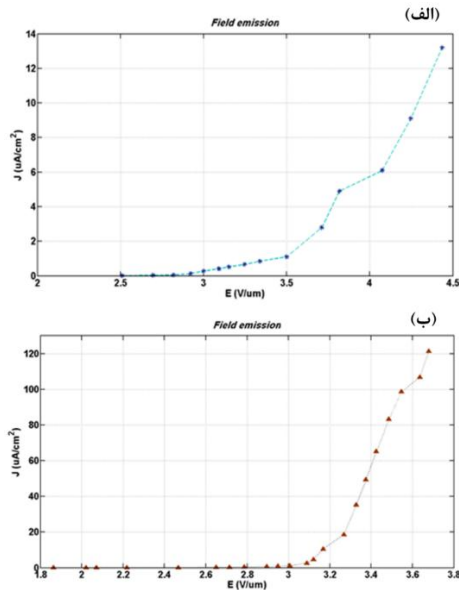 (الف)
Field emission
14
12
10
8
6
4
2
0
J (uA/cm²)
2 2.5 3 3.5 4 4.5
E (V/um)
(ب)
Field emission
120
100
80
60
40
20
0
J (uA/cm²)
1.8 2 2.2 2.4 2.6 2.8 3 3.2 3.4 3.6 3.8
E (V/um)